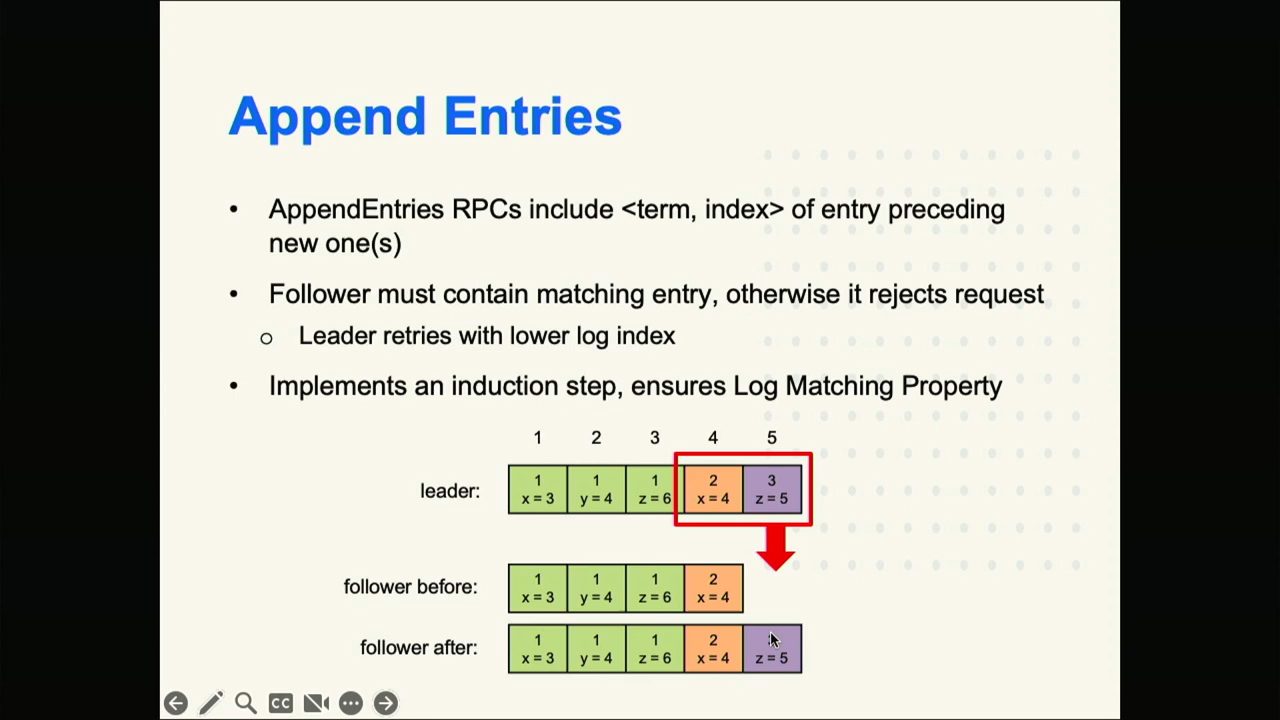 Append Entries
• AppendEntries RPCs include <term, index> of entry preceding
new one(s)
• Follower must contain matching entry, otherwise it rejects request
o Leader retries with lower log index
• Implements an induction step, ensures Log Matching Property
1 2 3 4 5
leader:
1 1 1 2 3
x = 3 y = 4 z = 6 x = 4 z = 5
follower before:
1 1 1 2
x = 3 y = 4 z = 6 x = 4
follower after:
1 1 1 2
x = 3 y = 4 z = 6 x = 4 z = 5
CC